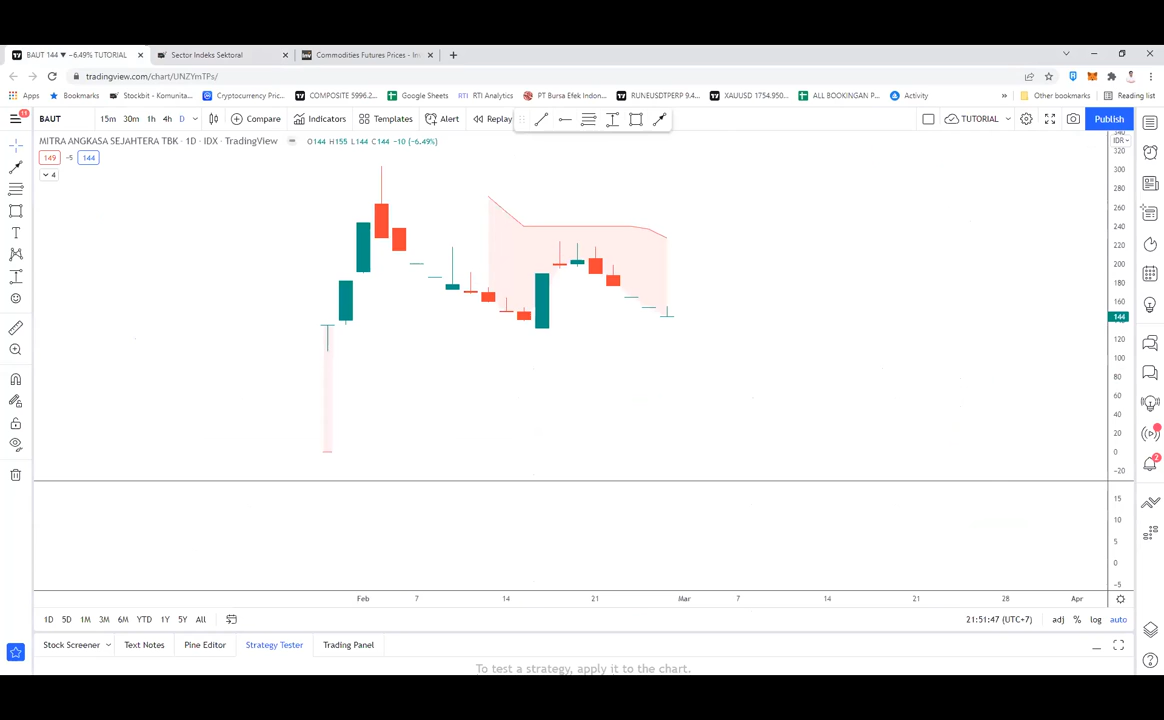 BAUT 144 ▼ −6.49% TUTORIAL
Sector Indeks Sektoral
Inv
Commodities Futures Prices - In
tradingview.com/chart/UNZYmTPs/
Apps
Bookmarks
Stockbit - Komunita...
Cryptocurrency Pric...
COMPOSITE 5996.2...
Google Sheets
RTI RTI Analytics
PT Bursa Efek Indon...
RUNEUSDTPERP 9.4...
XAUUSD 1754.950...
ALL BOOKINGAN P...
Activity
»
Other bookmarks
Reading list
11
BAUT
15m 30m 1h 4h D
Compare
Indicators
Templates
Alert
Replay
TUTORIAL
Publish
MITRA ANGKASA SEJAHTERA TBK · 1D · IDX · TradingView
O144 H155 L144 C144 −10 (−6.49%)
149 -5 144
4
340
IDR
320
300
280
260
240
220
200
180
160
144
120
100
80
60
40
20
0
−20
15
10
5
0
−5
2
Feb 7 14 21 Mar 7 14 21 28 Apr
1D 5D 1M 3M 6M YTD 1Y 5Y All
21:51:47 (UTC+7)
adj % log auto
Stock Screener
Text Notes
Pine Editor
Strategy Tester
Trading Panel
To test a strategy, apply it to the chart.